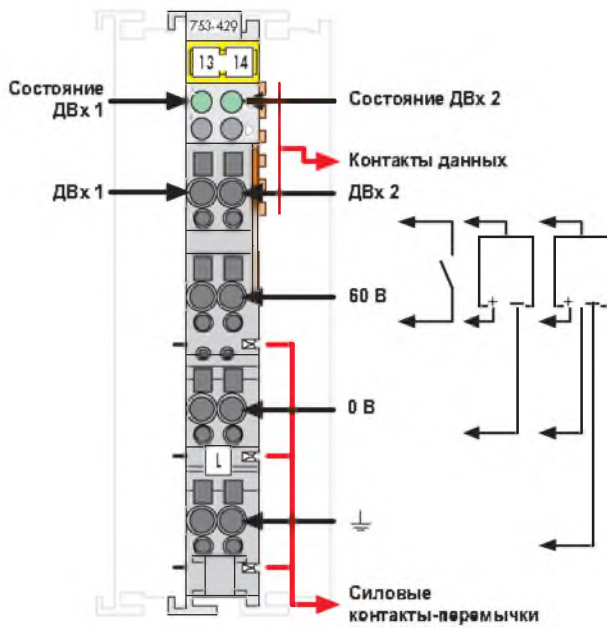 753-429
13 14
Состояние
ДВх 1
Состояние ДВх 2
Контакты данных
ДВх 1
ДВх 2
60 В
0 В
L
Силовые
контакты-перемычки